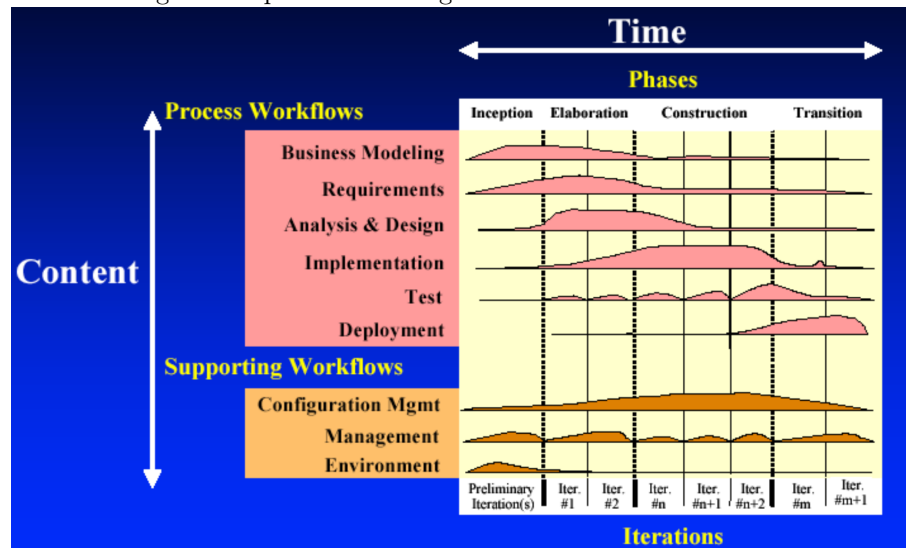 Time
Phases
Process Workflows
Inception Elaboration Construction Transition
Business Modeling
Requirements
Analysis & Design
Implementation
Content
Test
Deployment
Supporting Workflows
Configuration Mgmt
Management
Environment
Preliminary Iteration(s)
Iter. #1
Iter. #2
Iter. #n
Iter. #n+1
Iter. #n+2
Iter. #m
Iter. #m+1
Iterations